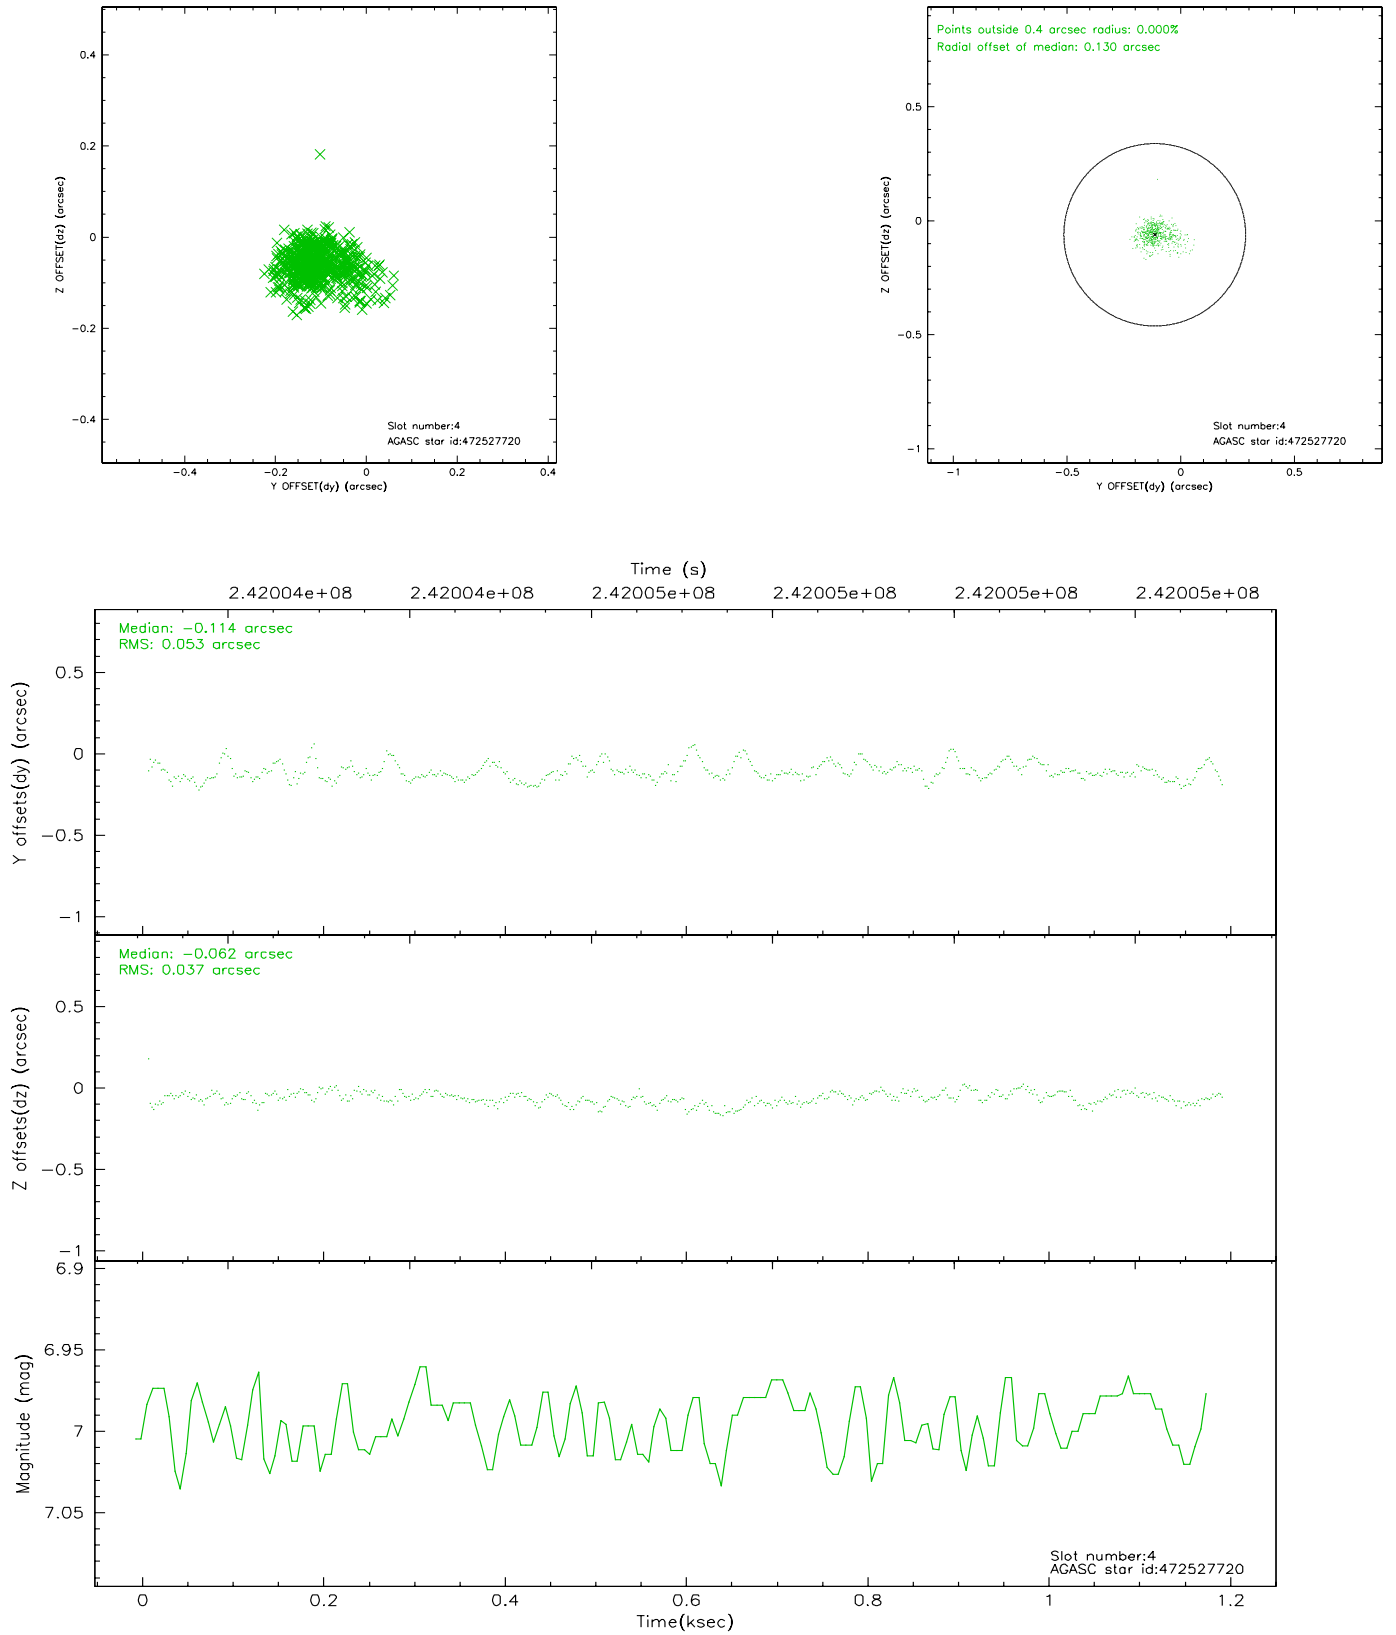 0.4
0.2
0
−0.2
−0.4
Z OFFSET(dz) (arcsec)
Slot number:4
AGASC star id:472527720
−0.4 −0.2 0 0.2 0.4
Y OFFSET(dy) (arcsec)
Points outside 0.4 arcsec radius: 0.000%
Radial offset of median: 0.130 arcsec
0.5
0
−0.5
−1
Z OFFSET(dz) (arcsec)
Slot number:4
AGASC star id:472527720
−1 −0.5 0 0.5
Y OFFSET(dy) (arcsec)
Time (s)
2.42004e+08 2.42004e+08 2.42005e+08 2.42005e+08 2.42005e+08 2.42005e+08
Median: −0.114 arcsec
RMS: 0.053 arcsec
0.5
0
−0.5
−1
Y offsets(dy) (arcsec)
Median: −0.062 arcsec
RMS: 0.037 arcsec
0.5
0
−0.5
−1
Z offsets(dz) (arcsec)
6.9
6.95
7
7.05
Magnitude (mag)
Slot number:4
AGASC star id:472527720
0 0.2 0.4 0.6 0.8 1 1.2
Time(ksec)